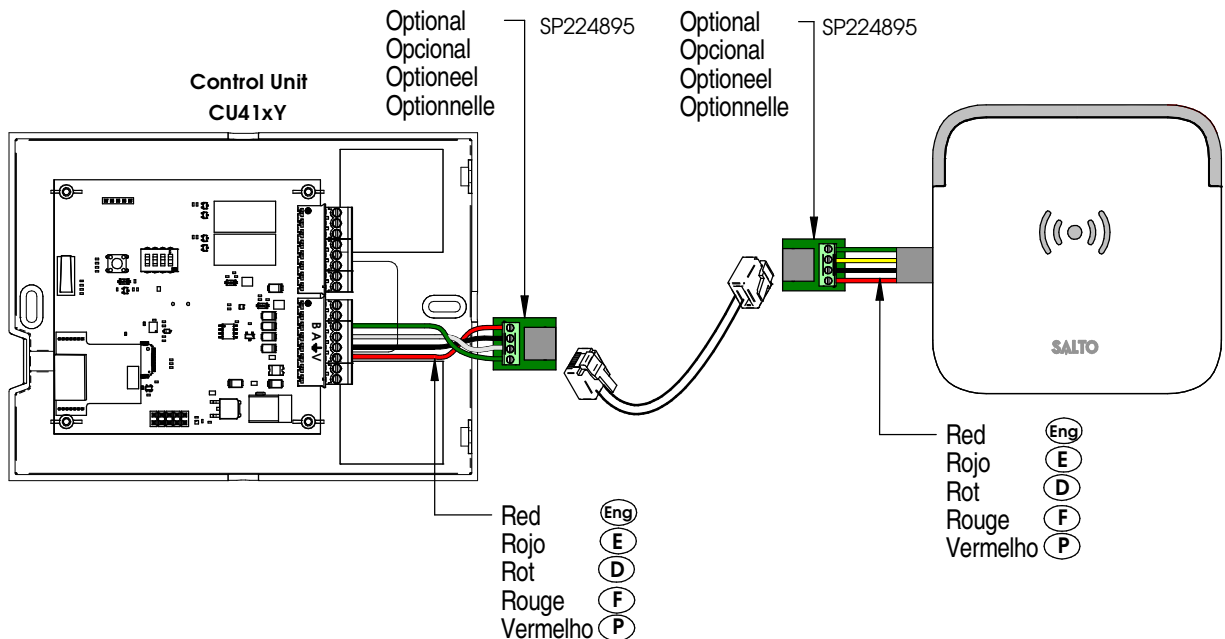 Optional
Opcional
Optioneel
Optionnelle
SP224895
Optional
Opcional
Optioneel
Optionnelle
SP224895
Control Unit
CU41xY
B A V
SALTO
Red Eng
Rojo E
Rot D
Rouge F
Vermelho P
Red Eng
Rojo E
Rot D
Rouge F
Vermelho P